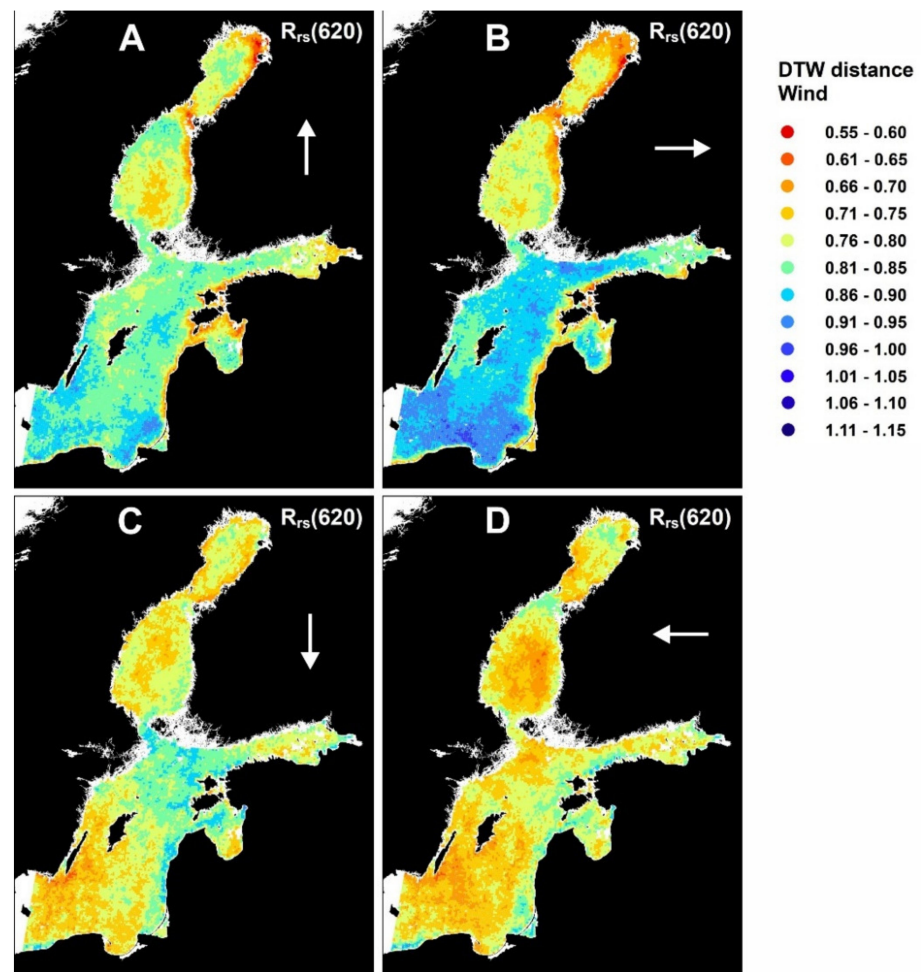 A
Rrs(620)
B
Rrs(620)
DTW distance
Wind
0.55 - 0.60
0.61 - 0.65
0.66 - 0.70
0.71 - 0.75
0.76 - 0.80
0.81 - 0.85
0.86 - 0.90
0.91 - 0.95
0.96 - 1.00
1.01 - 1.05
1.06 - 1.10
1.11 - 1.15
C
Rrs(620)
D
Rrs(620)